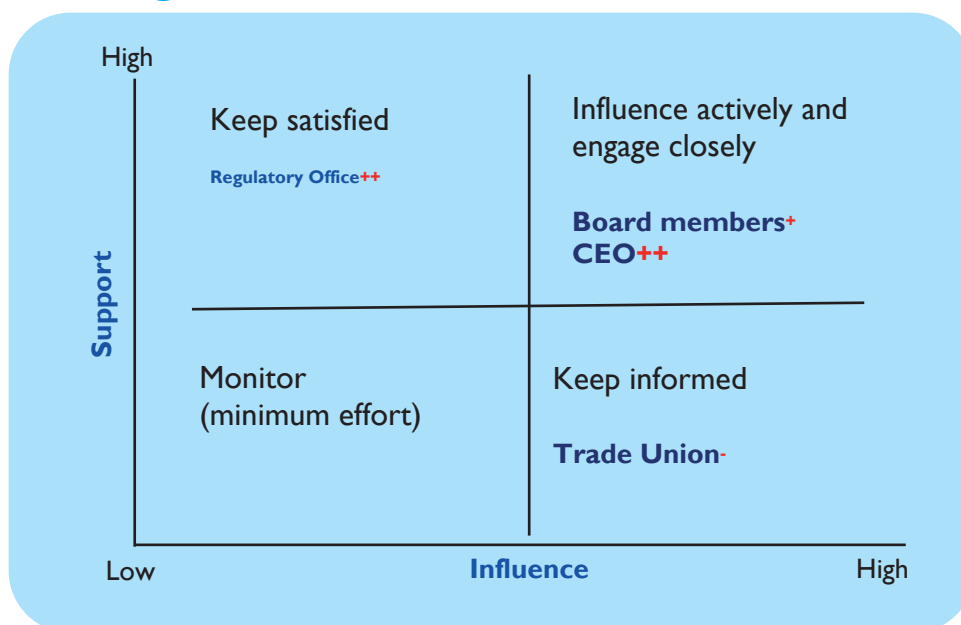 High
Keep satisfied
Regulatory Office++
Influence actively and
engage closely
Board members+
CEO++
Support
Monitor
(minimum effort)
Keep informed
Trade Union-
Low
Influence
High